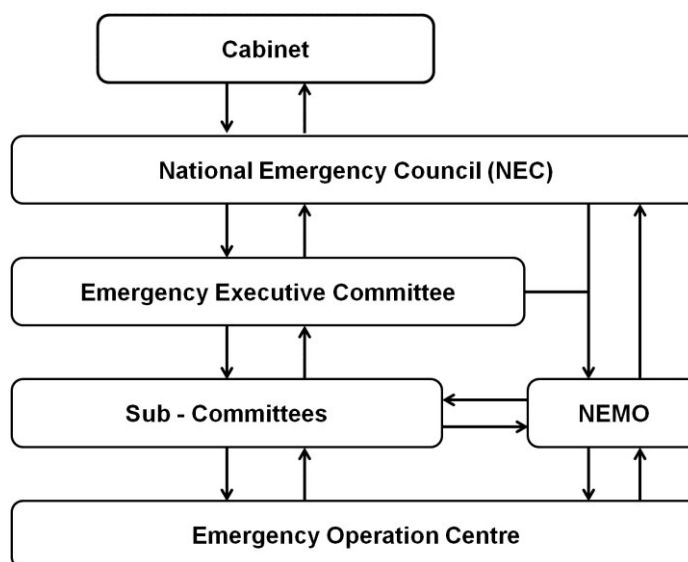 Cabinet
National Emergency Council (NEC)
Emergency Executive Committee
Sub - Committees
NEMO
Emergency Operation Centre